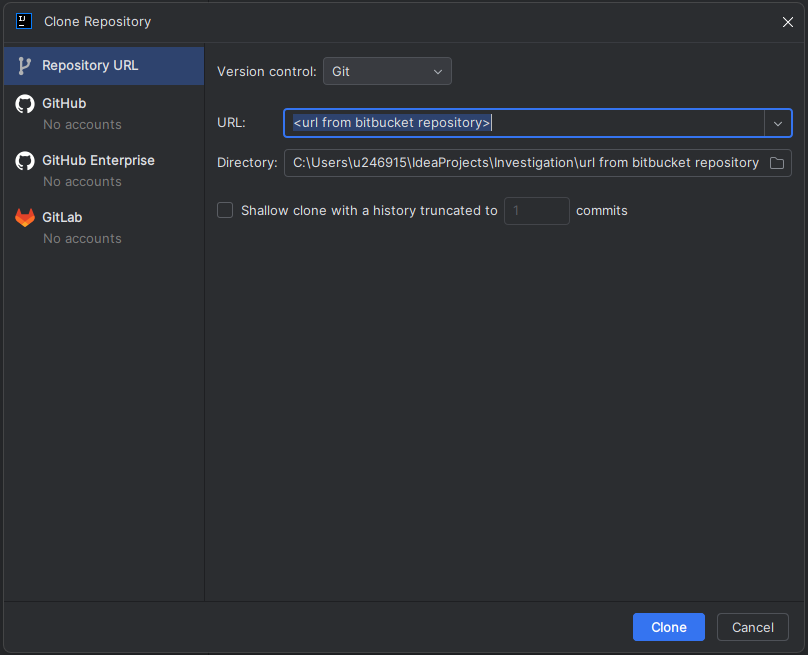 IJ
Clone Repository
Repository URL
GitHub
No accounts
GitHub Enterprise
No accounts
GitLab
No accounts
Version control: Git
URL: <url from bitbucket repository>
Directory: C:\Users\u246915\IdeaProjects\Investigation\url from bitbucket repository
Shallow clone with a history truncated to 1 commits
Clone Cancel